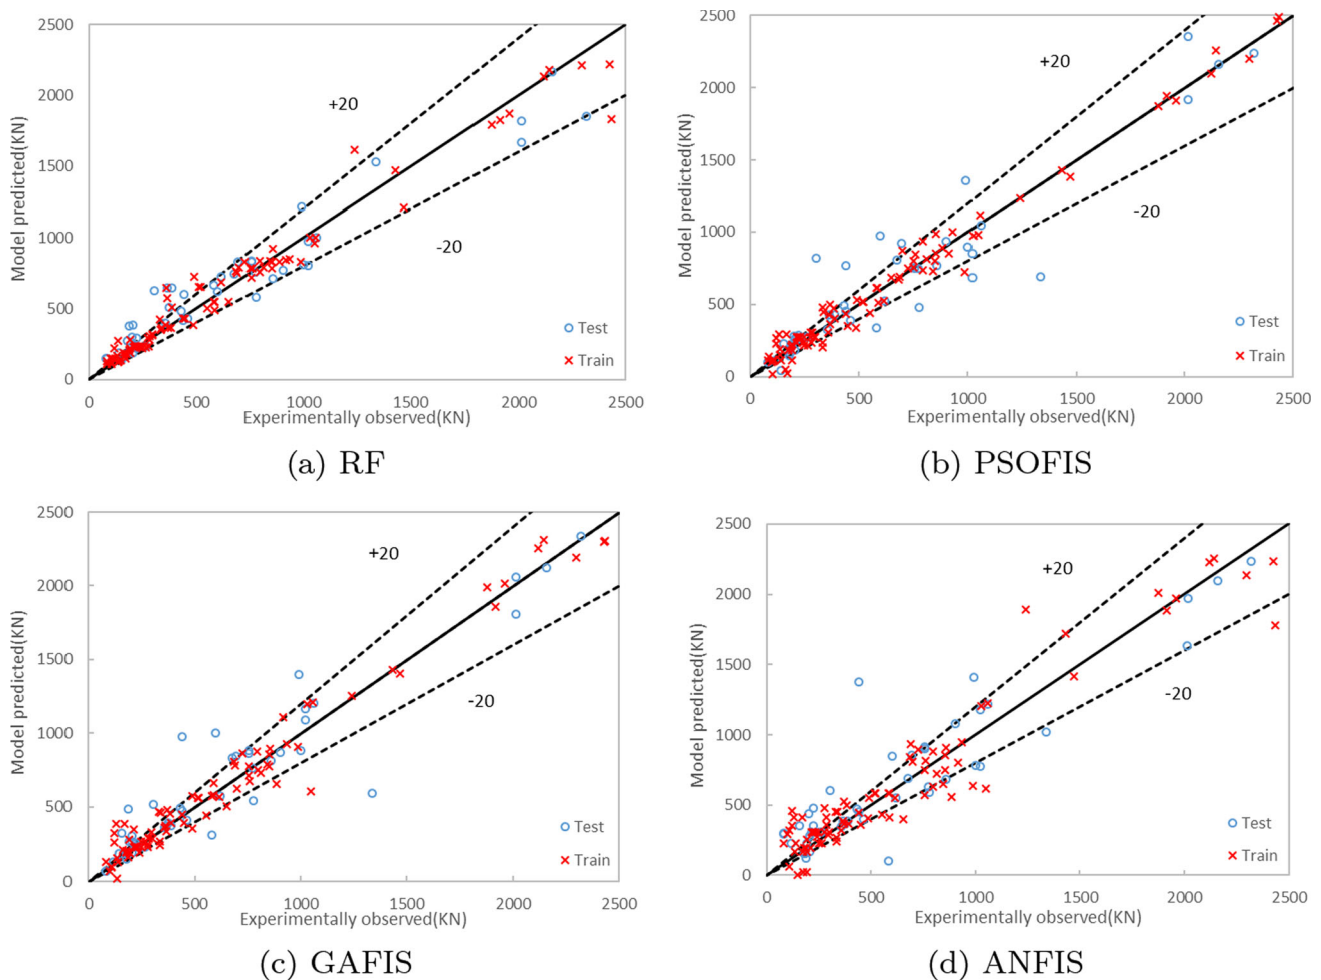 2500
2000
1500
1000
500
0
Model predicted(KN)
+20
-20
Test
Train
0 500 1000 1500 2000 2500
Experimentally observed(KN)
(a) RF
2500
2000
1500
1000
500
0
Model predicted(KN)
+20
-20
Test
Train
0 500 1000 1500 2000 2500
Experimentally observed(KN)
(b) PSOFIS
2500
2000
1500
1000
500
0
Model predicted(KN)
+20
-20
Test
Train
0 500 1000 1500 2000 2500
Experimentally observed(KN)
(c) GAFIS
2500
2000
1500
1000
500
0
Model predicted(KN)
+20
-20
Test
Train
0 500 1000 1500 2000 2500
Experimentally observed(KN)
(d) ANFIS